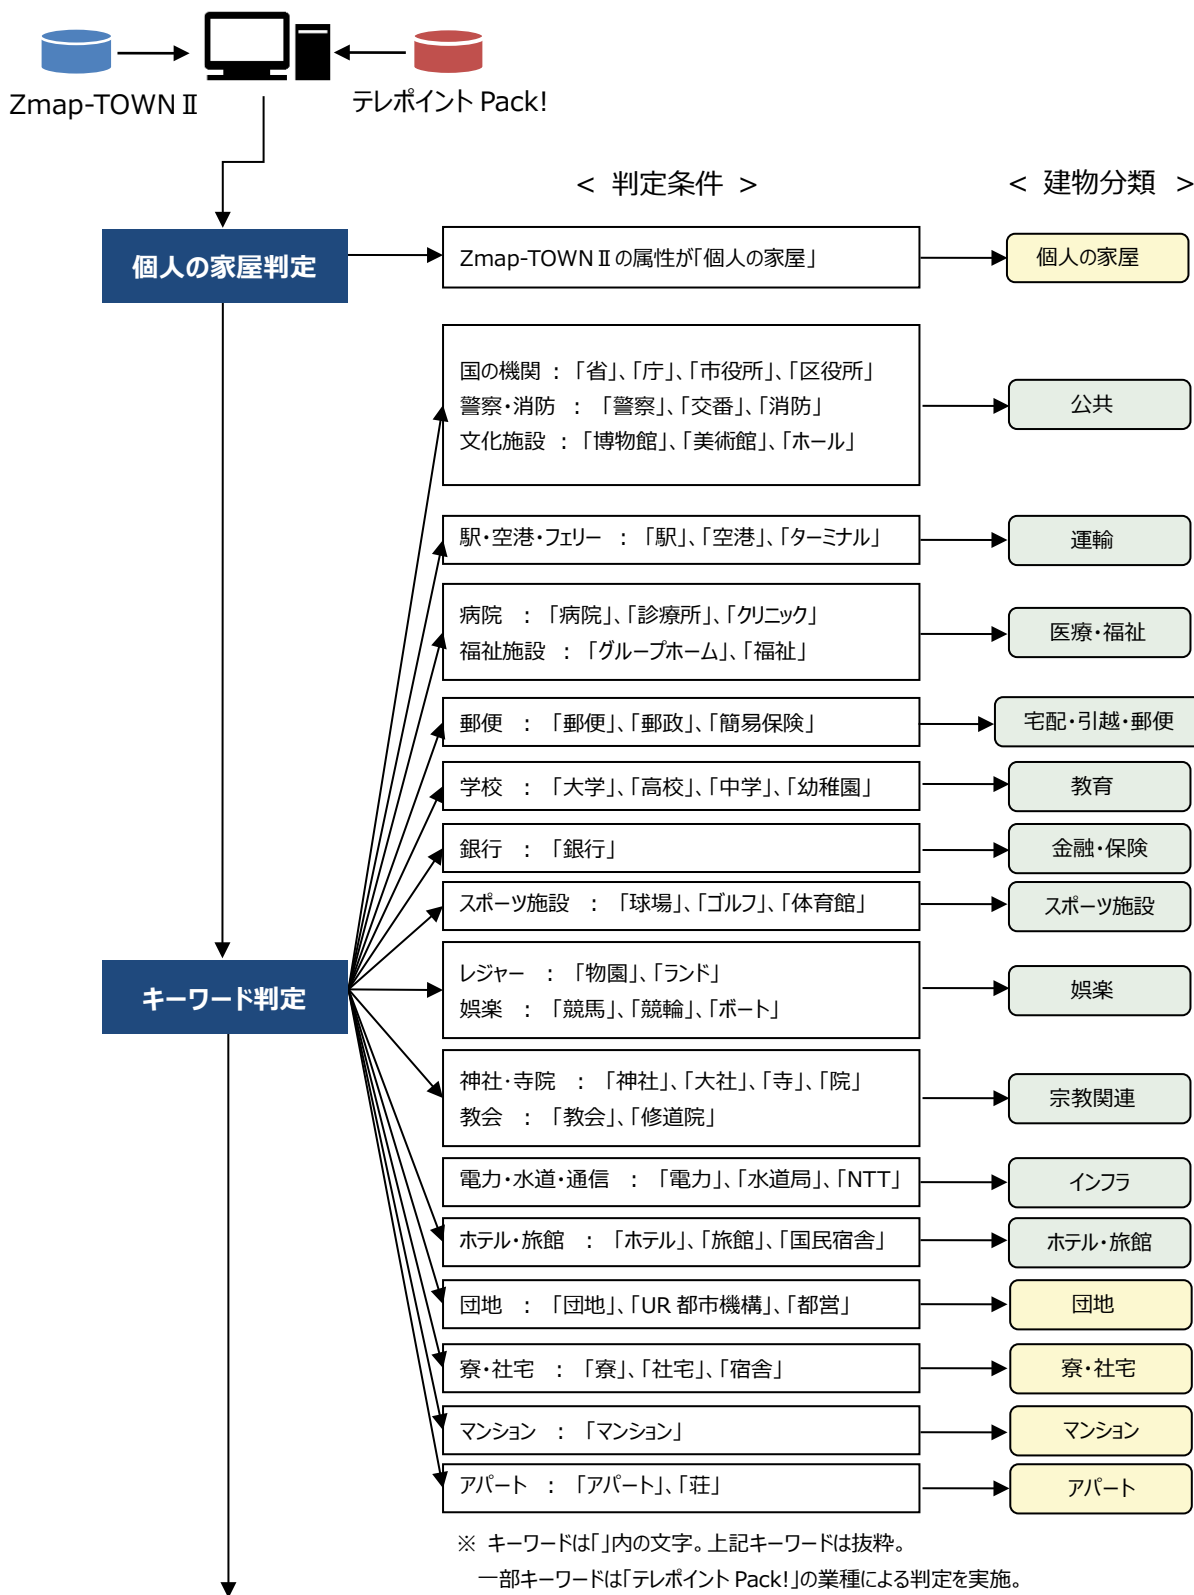 Zmap-TOWNⅡ
テレポイント Pack!
< 判定条件 >
< 建物分類 >
個人の家屋判定
Zmap-TOWNⅡの属性が「個人の家屋」
個人の家屋
国の機関 : 「省」、「庁」、「市役所」、「区役所」
警察・消防 : 「警察」、「交番」、「消防」
文化施設 : 「博物館」、「美術館」、「ホール」
公共
駅・空港・フェリー : 「駅」、「空港」、「ターミナル」
運輸
病院 : 「病院」、「診療所」、「クリニック」
福祉施設 : 「グループホーム」、「福祉」
医療・福祉
郵便 : 「郵便」、「郵政」、「簡易保険」
宅配・引越・郵便
学校 : 「大学」、「高校」、「中学」、「幼稚園」
教育
銀行 : 「銀行」
金融・保険
スポーツ施設 : 「球場」、「ゴルフ」、「体育館」
スポーツ施設
キーワード判定
レジャー : 「物園」、「ランド」
娯楽 : 「競馬」、「競輪」、「ボート」
娯楽
神社・寺院 : 「神社」、「大社」、「寺」、「院」
教会 : 「教会」、「修道院」
宗教関連
電力・水道・通信 : 「電力」、「水道局」、「NTT」
インフラ
ホテル・旅館 : 「ホテル」、「旅館」、「国民宿舎」
ホテル・旅館
団地 : 「団地」、「UR 都市機構」、「都営」
団地
寮・社宅 : 「寮」、「社宅」、「宿舎」
寮・社宅
マンション : 「マンション」
マンション
アパート : 「アパート」、「荘」
アパート
※ キーワードは「」内の文字。上記キーワードは抜粋。
一部キーワードは「テレポイント Pack!」の業種による判定を実施。